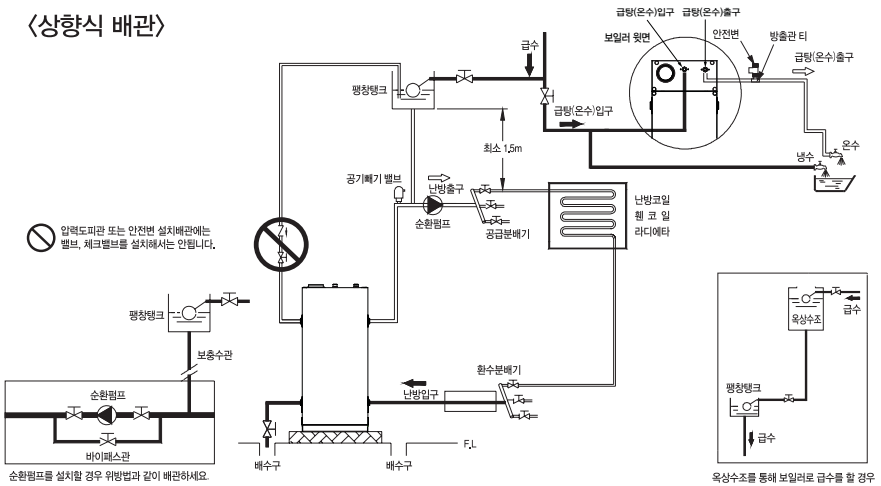 〈상향식 배관〉
급탕(온수)입구 급탕(온수)출구
보일러 윗면
안전변
방출관 티
급탕(온수)출구
급수
팽창탱크
급탕(온수)입구
최소 1.5m
온수
냉수
공기빼기 밸브
난방출구
순환펌프
공급분배기
난방코일
휀 코 일
라디에타
압력도피관 또는 안전변 설치배관에는
밸브, 체크밸브를 설치해서는 안됩니다.
팽창탱크
보충수관
순환펌프
바이패스관
순환펌프를 설치할 경우 위방법과 같이 배관하세요.
환수분배기
난방입구
F.L
배수구
배수구
옥상수조
급수
팽창탱크
급수
옥상수조를 통해 보일러로 급수를 할 경우